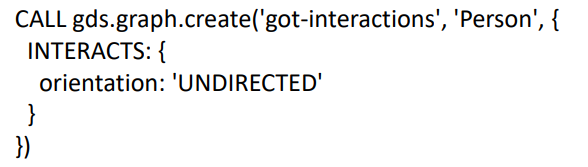 CALL gds.graph.create('got-interactions', 'Person', {
  INTERACTS: {
    orientation: 'UNDIRECTED'
  }
})